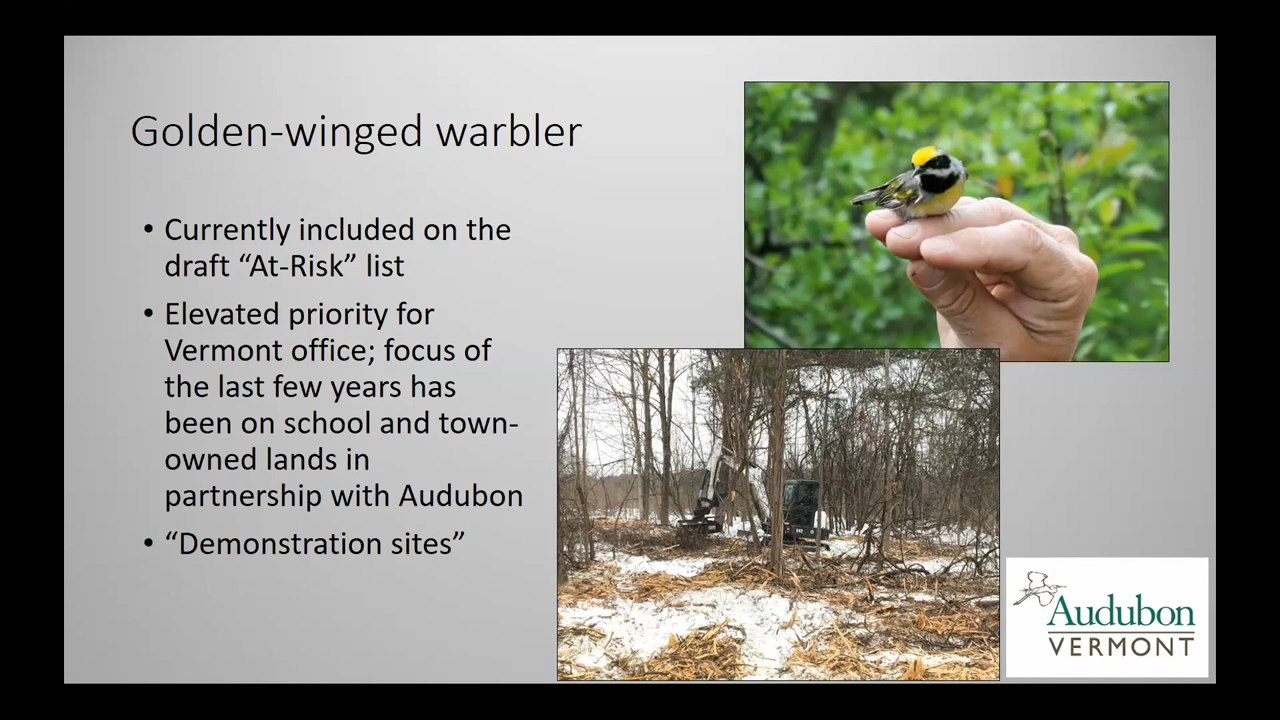 Golden-winged warbler
• Currently included on the
draft “At-Risk” list
• Elevated priority for
Vermont office; focus of
the last few years has
been on school and town-
owned lands in
partnership with Audubon
• “Demonstration sites”
Audubon
VERMONT